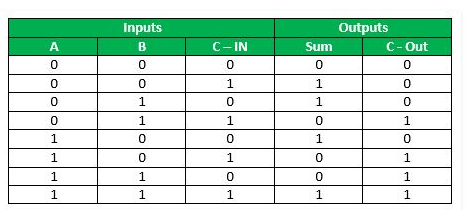 Inputs Outputs
A B C – IN Sum C - Out
0 0 0 0 0
0 0 1 1 0
0 1 0 1 0
0 1 1 0 1
1 0 0 1 0
1 0 1 0 1
1 1 0 0 1
1 1 1 1 1